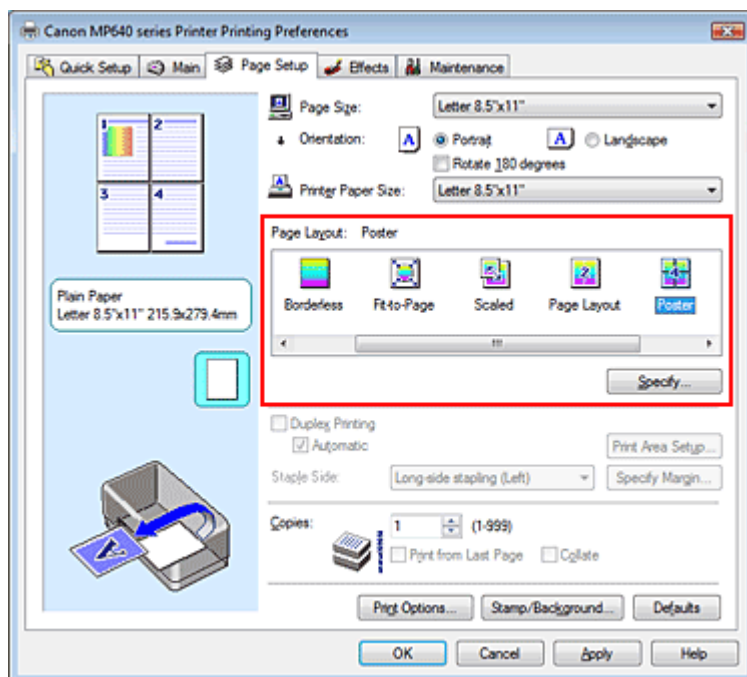 Canon MP640 series Printer Printing Preferences
Quick Setup Main Page Setup Effects Maintenance
1 2
3 4
Plain Paper
Letter 8.5"x11" 215.9x279.4mm
Page Size: Letter 8.5"x11"
Orientation: A Portrait A Landscape
Rotate 180 degrees
Printer Paper Size: Letter 8.5"x11"
Page Layout: Poster
Borderless Fit-to-Page Scaled Page Layout Poster
Specify...
Duplex Printing
Automatic Print Area Setup...
Staple Side: Long-side stapling (Left) Specify Margin...
Copies: 1 (1-999)
Print from Last Page Collate
Print Options... Stamp/Background... Defaults
OK Cancel Apply Help